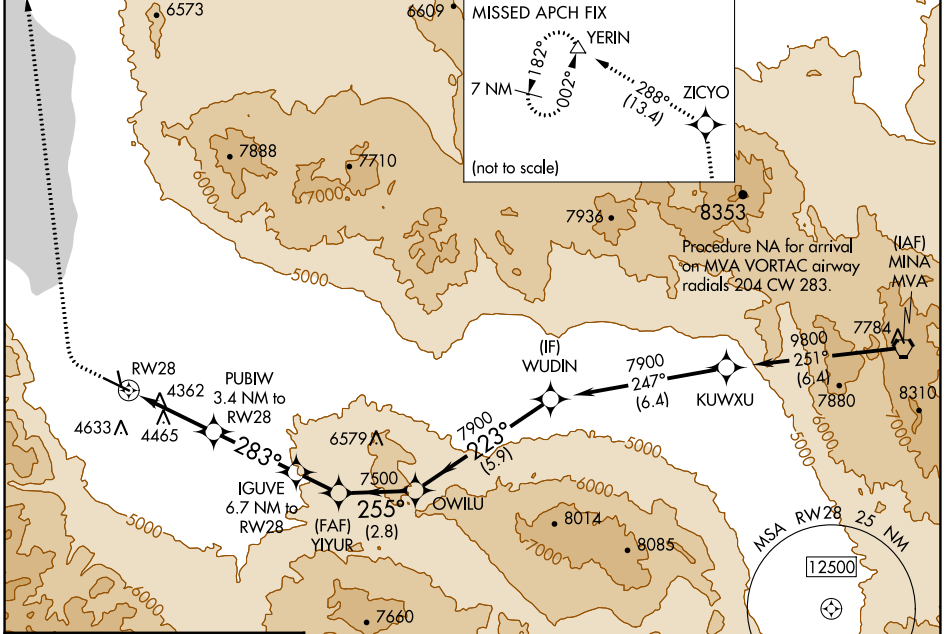 6573
6609
MISSED APCH FIX
YERIN
182°
002°
7 NM
288°
(13.4)
ZICYO
(not to scale)
7888
6000
7710
7000
7936
8353
5000
Procedure NA for arrival
on MVA VORTAC airway
radials 204 CW 283.
(IAF)
MINA
MVA
7784
9800
251°
(6.4)
7880
8310
(IF)
WUDIN
7900
247°
(6.4)
KUWXU
RW28
4362
4633
4465
PUBIW
3.4 NM to
RW28
283°
6579
7900
223°
(5.9)
7500
255°
(2.8)
OWILU
IGUVE
6.7 NM to
RW28
(FAF)
YIYUR
5000
5000
6000
6000
5000
8014
8085
7000
MSA RW28 25 NM
12500
6000
7660